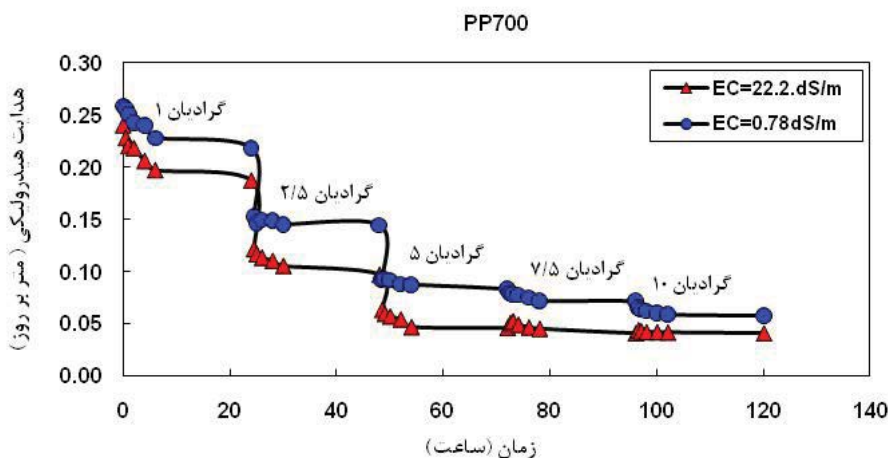 PP700
هدایت هیدرولیکی (متر بر روز)
0.30
0.25
0.20
0.15
0.10
0.05
0.00
EC=22.2.dS/m
EC=0.78dS/m
گرادیان ۱
گرادیان ۲/۵
گرادیان ۵
گرادیان ۷/۵
گرادیان ۱۰
0 20 40 60 80 100 120 140
زمان (ساعت)